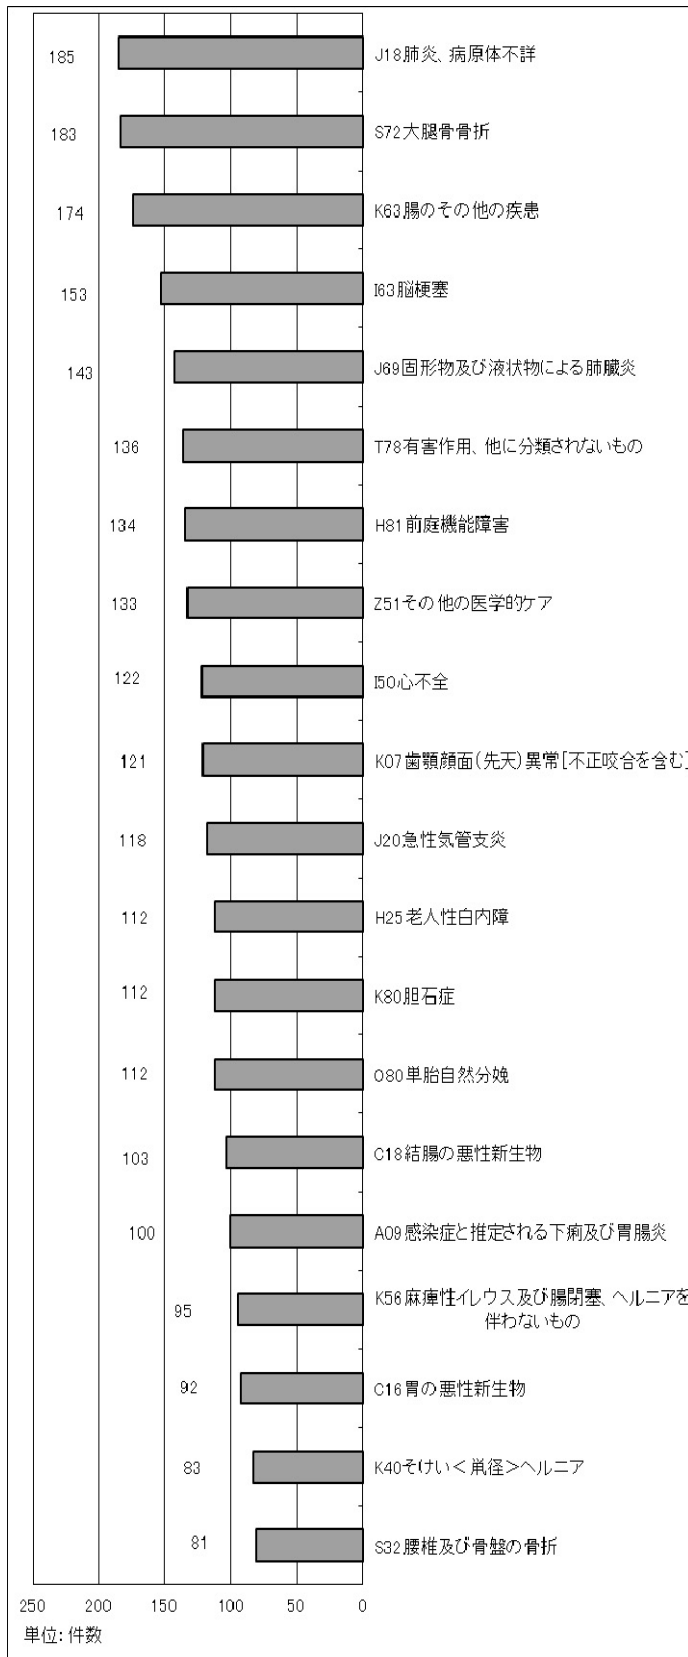 185 J18肺炎、病原体不詳
183 S72大腿骨骨折
174 K63腸のその他の疾患
153 I63脳梗塞
143 J69固形物及び液状物による肺臓炎
136 T78有害作用、他に分類されないもの
134 H81前庭機能障害
133 Z51その他の医学的ケア
122 I50心不全
121 K07歯顎顔面(先天)異常[不正咬合を含む]
118 J20急性気管支炎
112 H25老人性白内障
112 K80胆石症
112 O80単胎自然分娩
103 C18結腸の悪性新生物
100 A09感染症と推定される下痢及び胃腸炎
95 K56麻痺性イレウス及び腸閉塞、ヘルニアを
伴わないもの
92 C16胃の悪性新生物
83 K40そけい<鼡径>ヘルニア
81 S32腰椎及び骨盤の骨折
250 200 150 100 50 0
単位:件数